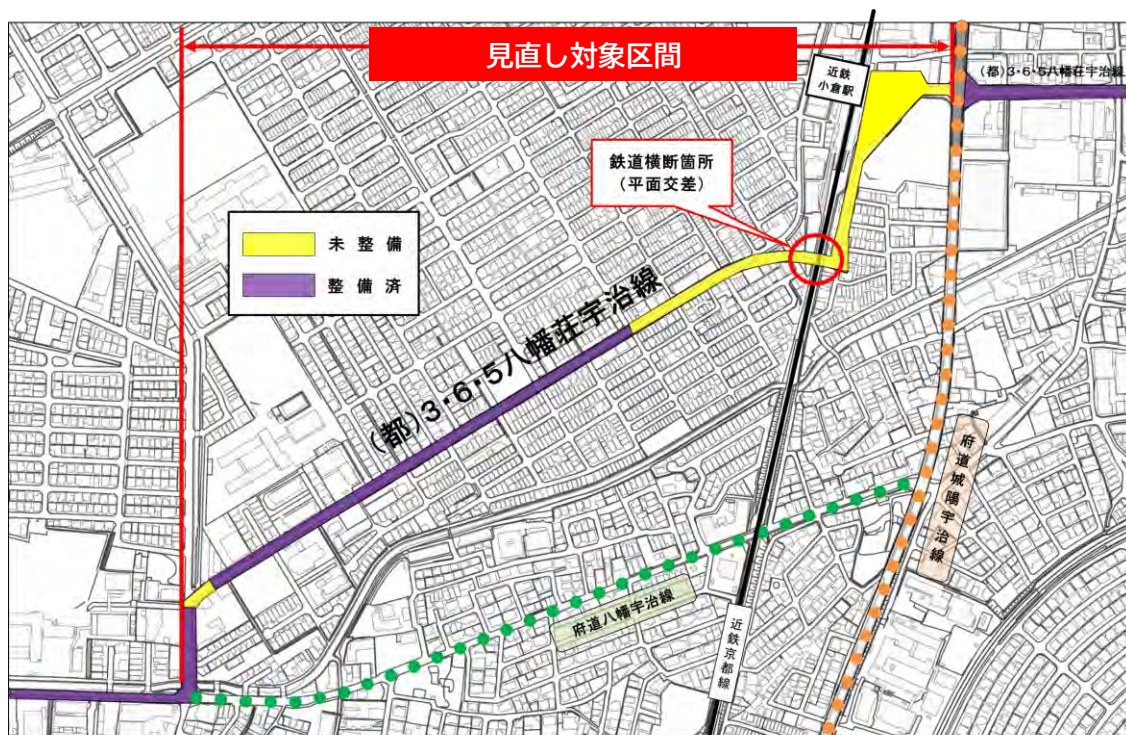 見直し対象区間
近鉄
小倉駅
(都)3・6・5八幡荘宇治線
鉄道横断箇所
(平面交差)
未整備
整備済
(都)3・6・5八幡荘宇治線
府道城陽宇治線
府道八幡宇治線
近鉄京都線